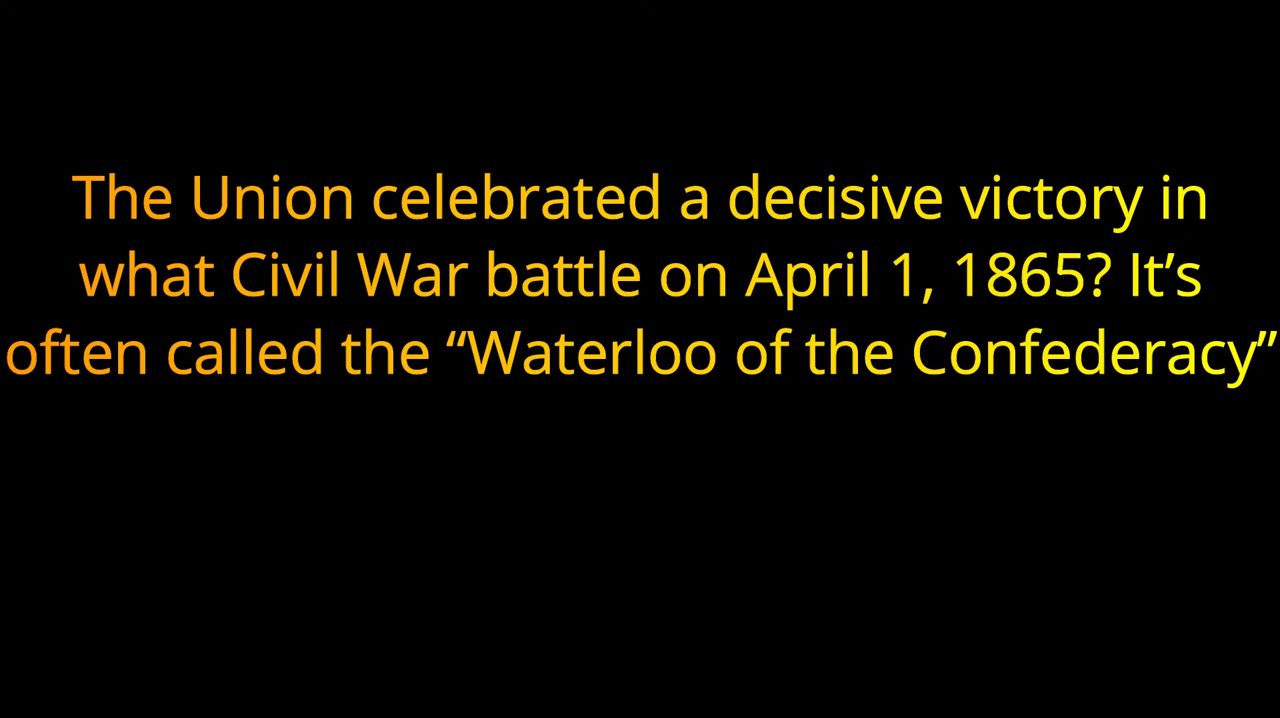 The Union celebrated a decisive victory in
what Civil War battle on April 1, 1865? It’s
often called the “Waterloo of the Confederacy”